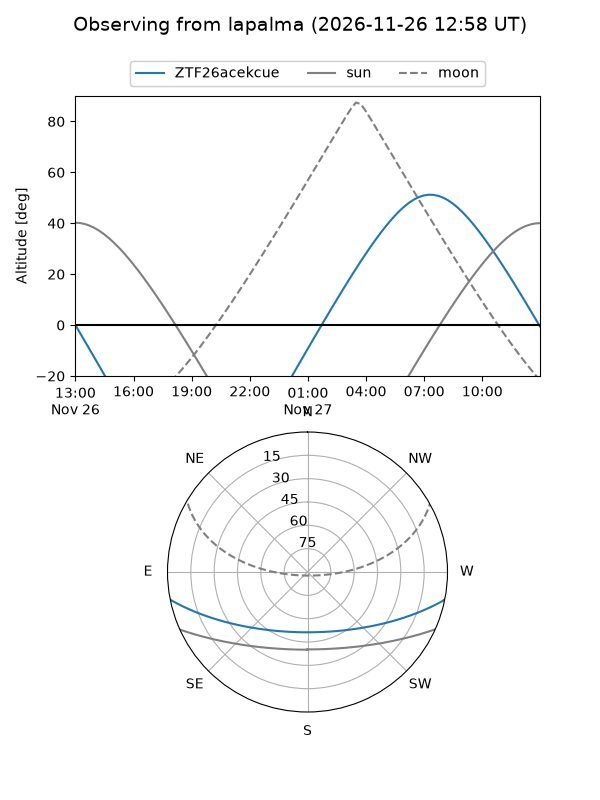 Observing from lapalma (2026-11-26 12:58 UT)
ZTF26acekcue sun moon
80
60
40
20
0
−20
Altitude [deg]
13:00 16:00 19:00 22:00 01:00 04:00 07:00 10:00
Nov 26 Nov 27
N
NE NW
15
30
45
60
75
E W
SE SW
S